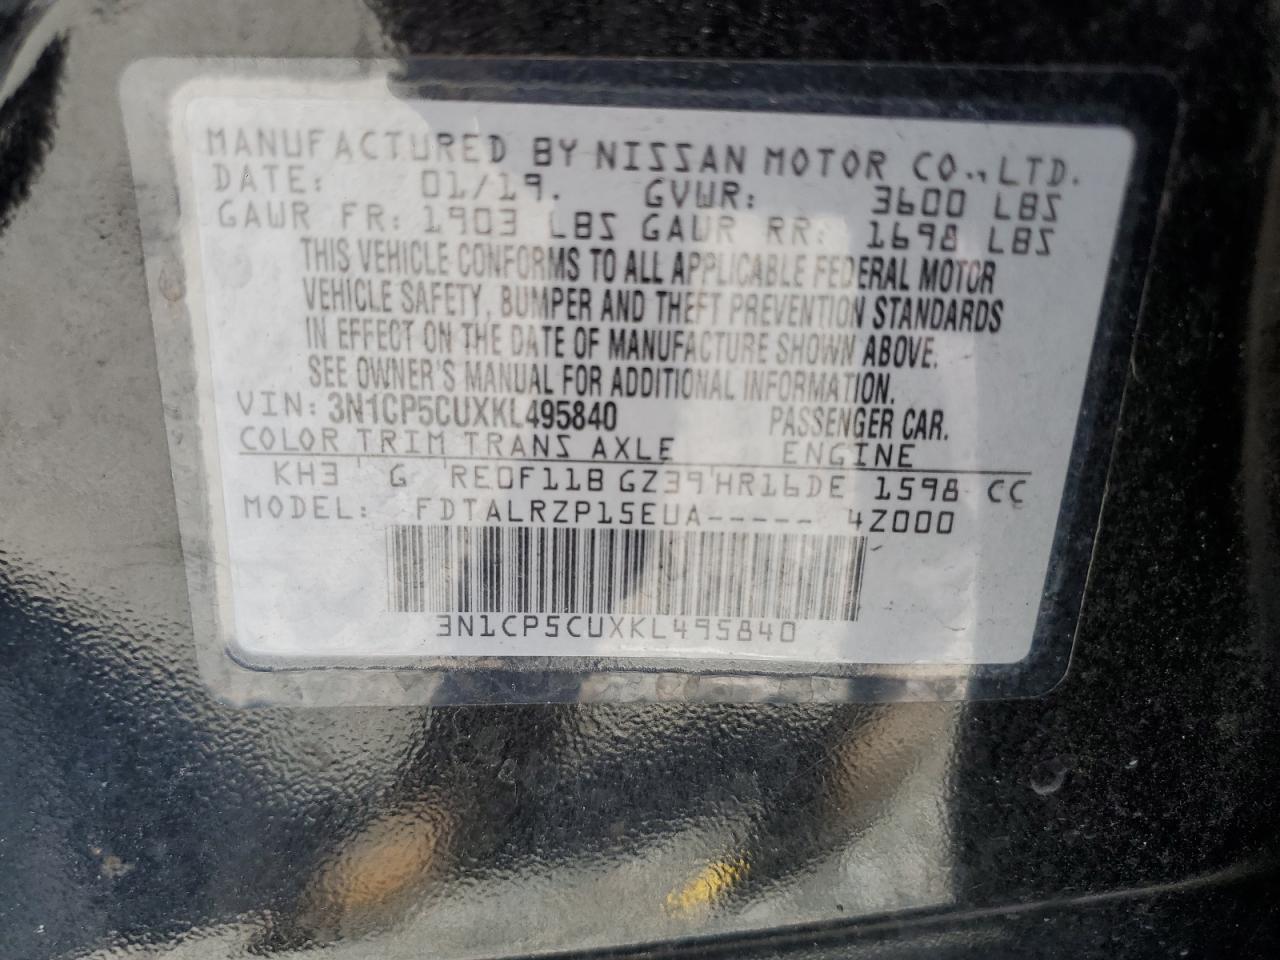 MANUFACTURED BY NISSAN MOTOR CO., LTD.
DATE: 01/19. GVWR: 3600 LBS
GAWR FR: 1903 LBS GAWR RR: 1698 LBS
THIS VEHICLE CONFORMS TO ALL APPLICABLE FEDERAL MOTOR
VEHICLE SAFETY, BUMPER AND THEFT PREVENTION STANDARDS
IN EFFECT ON THE DATE OF MANUFACTURE SHOWN ABOVE.
SEE OWNER'S MANUAL FOR ADDITIONAL INFORMATION.
VIN: 3N1CP5CUXKL495840 PASSENGER CAR.
COLOR TRIM TRANS AXLE ENGINE
KH3 G RE0F11B GZ39 HR16DE 1598 CC
MODEL: FDTALRZP15EUA----- 4Z000
3N1CP5CUXKL495840